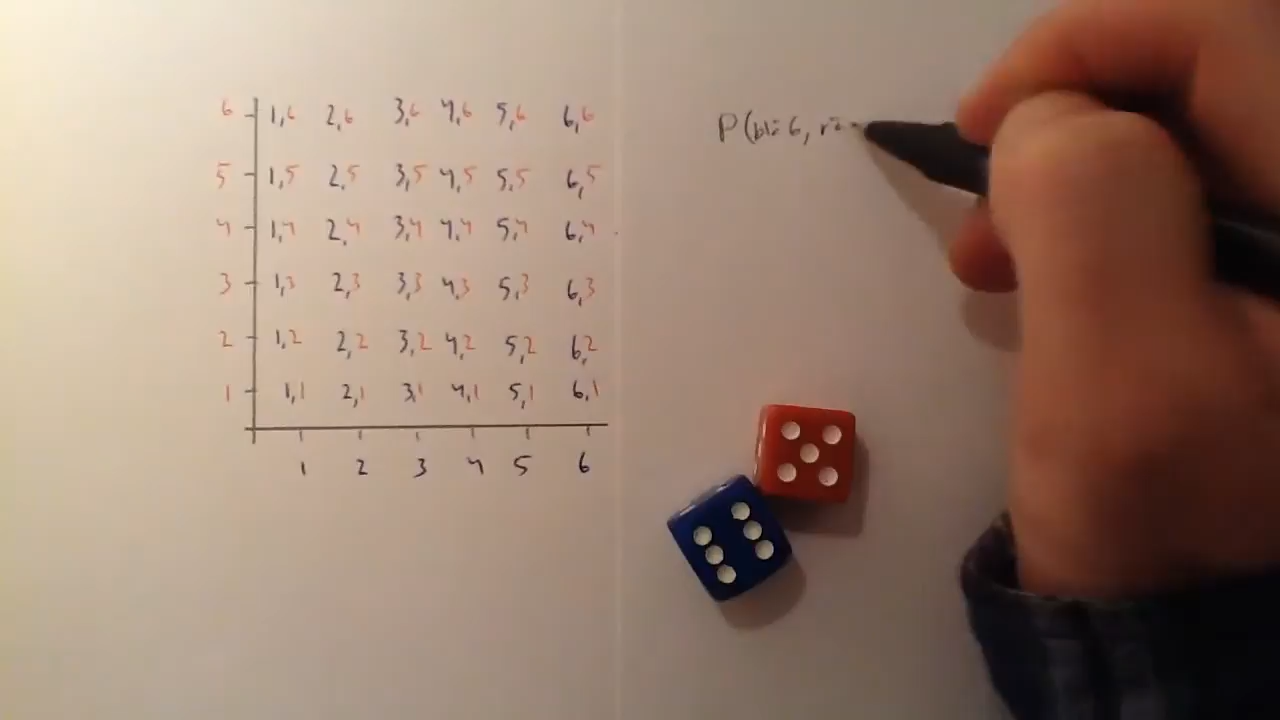 6 1,6 2,6 3,6 4,6 5,6 6,6
5 1,5 2,5 3,5 4,5 5,5 6,5
4 1,4 2,4 3,4 4,4 5,4 6,4
3 1,3 2,3 3,3 4,3 5,3 6,3
2 1,2 2,2 3,2 4,2 5,2 6,2
1 1,1 2,1 3,1 4,1 5,1 6,1
1 2 3 4 5 6
P(bl=6, r=